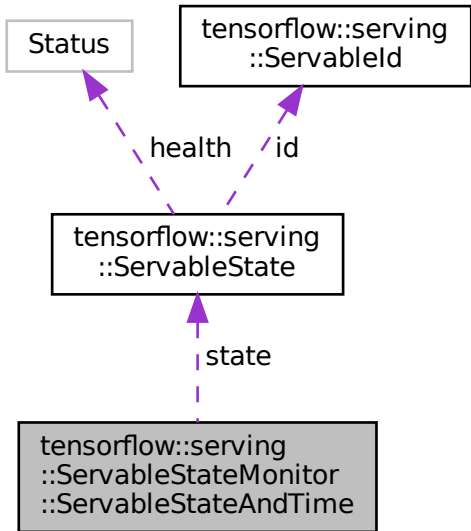 Status
tensorflow::serving
::ServableId
health
id
tensorflow::serving
::ServableState
state
tensorflow::serving
::ServableStateMonitor
::ServableStateAndTime